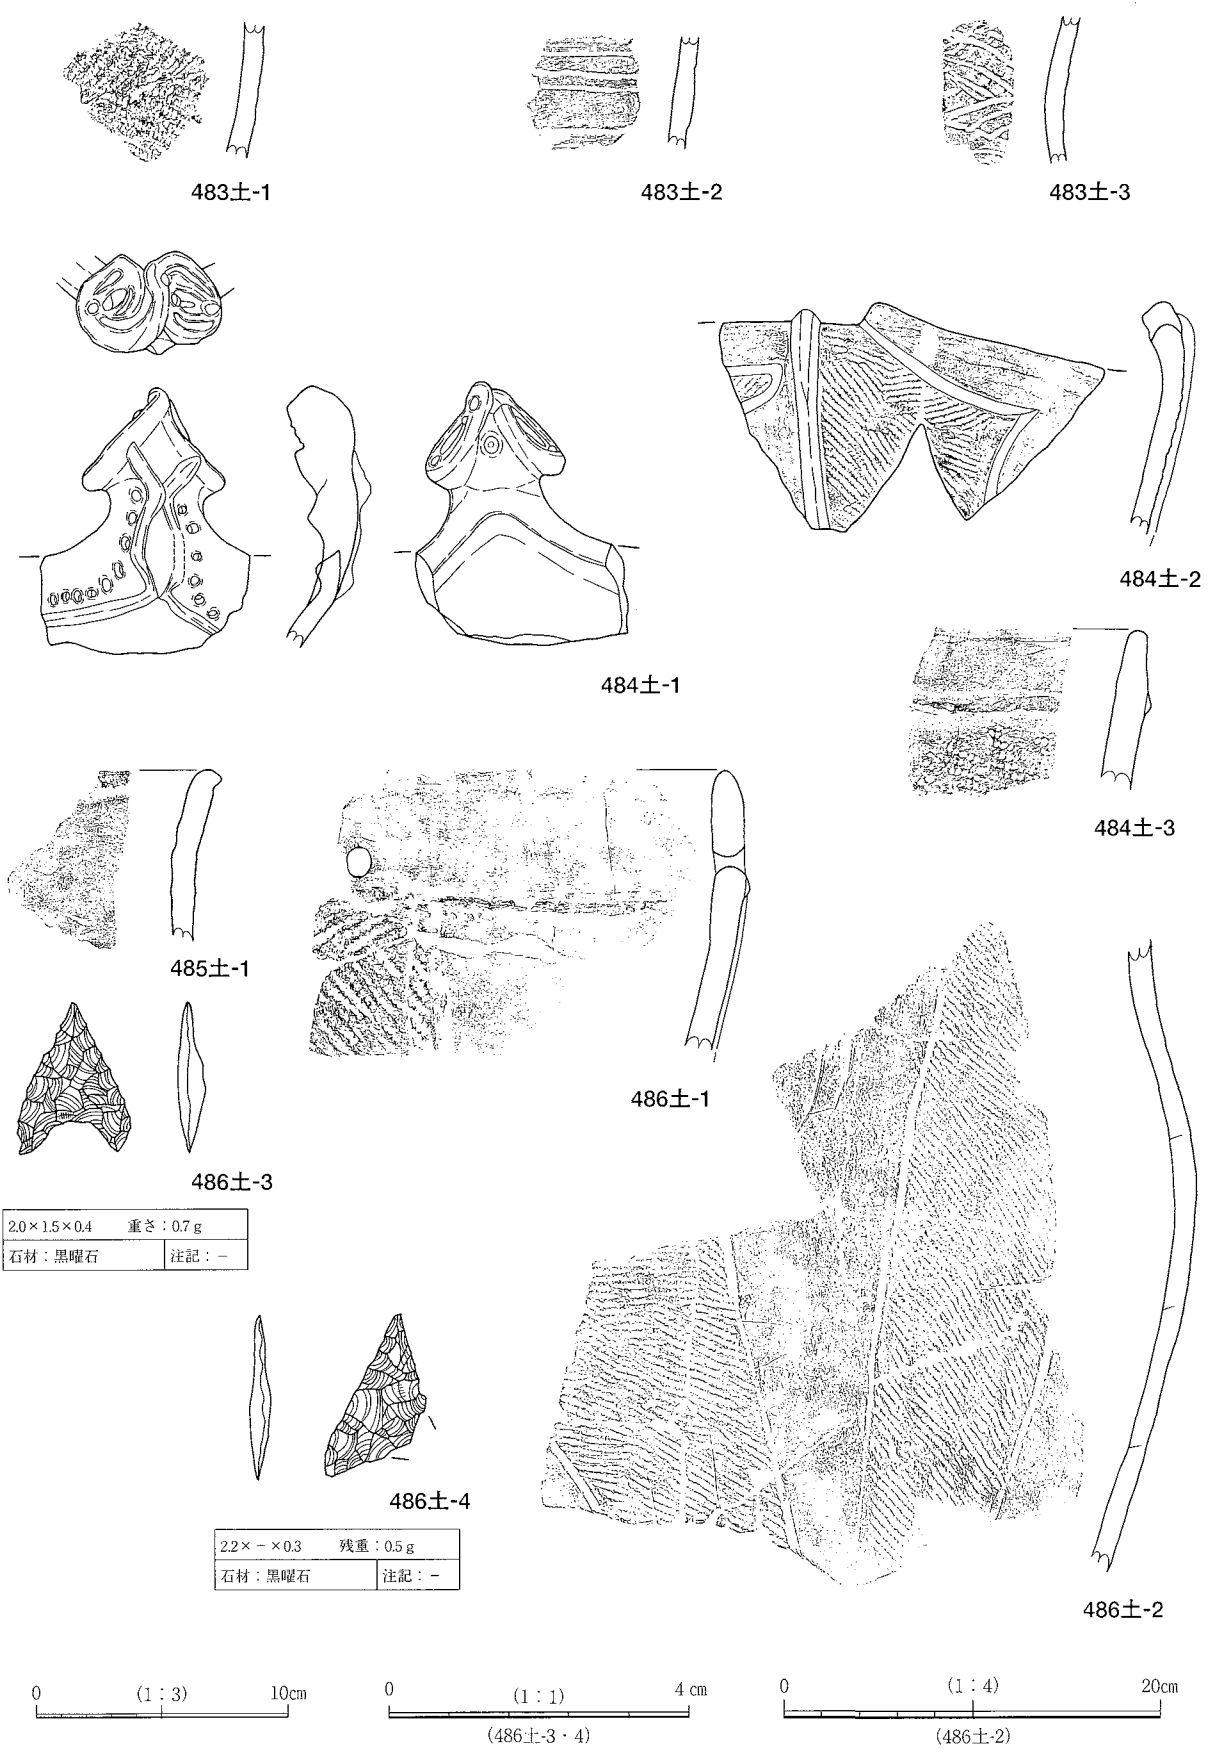 483土-1
483土-2
483土-3
484土-2
484土-1
484土-3
485土-1
486土-1
486土-3
2.0×1.5×0.4 重さ：0.7g
石材：黒曜石 注記：－
486土-4
2.2×－×0.3 残重：0.5g
石材：黒曜石 注記：－
486土-2
0 (1：3) 10cm
0 (1：1) 4cm
(486土-3・4)
0 (1：4) 20cm
(486土-2)